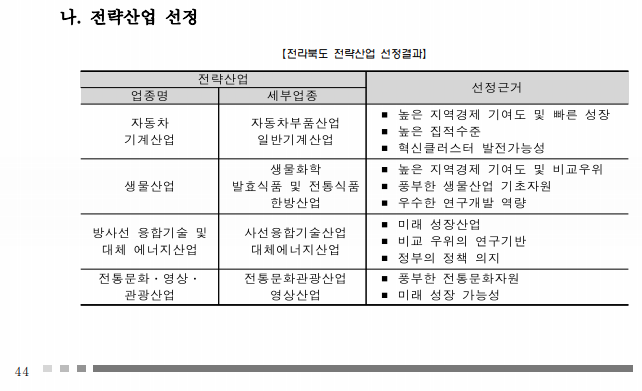 나. 전략산업 선정
[전라북도 전략산업 선정결과]
전략산업
선정근거
업종명
세부업종
자동차
기계산업
자동차부품산업
일반기계산업
■ 높은 지역경제 기여도 및 빠른 성장
■ 높은 집적수준
■ 혁신클러스터 발전가능성
생물산업
생물화학
발효식품 및 전통식품
한방산업
■ 높은 지역경제 기여도 및 비교우위
■ 풍부한 생물산업 기초자원
■ 우수한 연구개발 역량
방사선 융합기술 및
대체 에너지산업
사선융합기술산업
대체에너지산업
■ 미래 성장산업
■ 비교 우위의 연구기반
■ 정부의 정책 의지
전통문화・영상・
관광산업
전통문화관광산업
영상산업
■ 풍부한 전통문화자원
■ 미래 성장 가능성
44